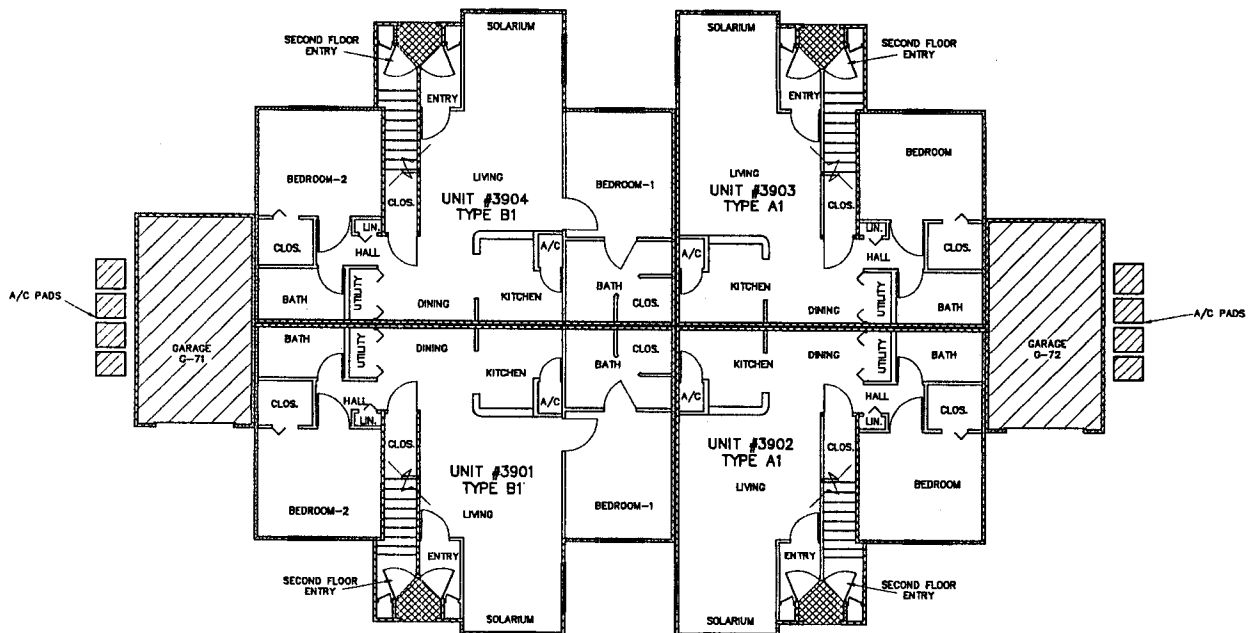 SOLARIUM
SOLARIUM
SECOND FLOOR
ENTRY
SECOND FLOOR
ENTRY
ENTRY
ENTRY
BEDROOM-2
LIVING
BEDROOM-1
LIVING
BEDROOM
UNIT #3904
TYPE B1
UNIT #3903
TYPE A1
CLOS.
CLOS.
LIN.
LIN.
CLOS.
HALL
A/C
A/C
HALL
CLOS.
BATH
UTILITY
DINING
KITCHEN
BATH
CLOS.
KITCHEN
DINING
UTILITY
BATH
A/C PADS
A/C PADS
GARAGE
G-71
GARAGE
G-72
BATH
UTILITY
DINING
KITCHEN
BATH
CLOS.
KITCHEN
DINING
UTILITY
BATH
CLOS.
HALL
LIN.
A/C
A/C
HALL
LIN.
CLOS.
CLOS.
CLOS.
UNIT #3901
TYPE B1
UNIT #3902
TYPE A1
BEDROOM-2
LIVING
BEDROOM-1
LIVING
BEDROOM
ENTRY
ENTRY
SECOND FLOOR
ENTRY
SECOND FLOOR
ENTRY
SOLARIUM
SOLARIUM